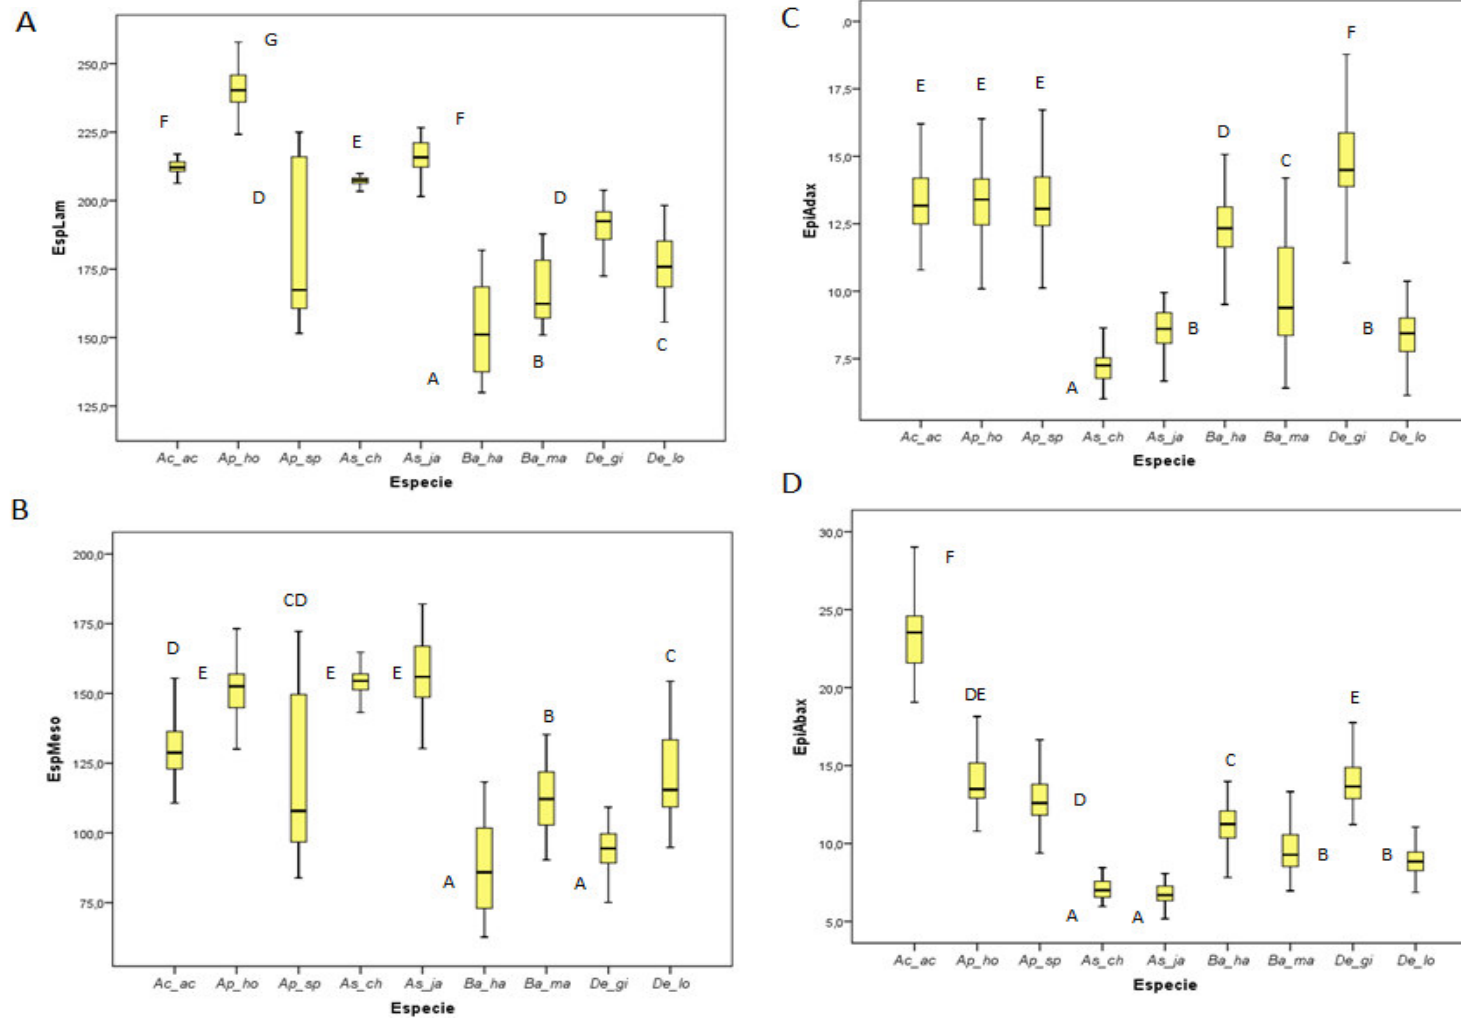 A
G
250,0
F
225,0
F
E
D
200,0
D
EspLam
175,0
C
150,0
B
A
125,0
Ac_ac Ap_ho Ap_sp As_ch As_ja Ba_ha Ba_ma De_gi De_lo
Especie
C
,0
F
17,5
E E E
D
15,0
C
EpiAdax
12,5
10,0
B B
7,5
A
Ac_ac Ap_ho Ap_sp As_ch As_ja Ba_ha Ba_ma De_gi De_lo
Especie
B
200,0
CD
175,0
D
C
E E E
150,0
B
EspMeso
125,0
100,0
A A
75,0
Ac_ac Ap_ho Ap_sp As_ch As_ja Ba_ha Ba_ma De_gi De_lo
Especie
D
30,0
F
25,0
20,0
DE E
EpiAbax
15,0
C
D
10,0
B B
A A
5,0
Ac_ac Ap_ho Ap_sp As_ch As_ja Ba_ha Ba_ma De_gi De_lo
Especie